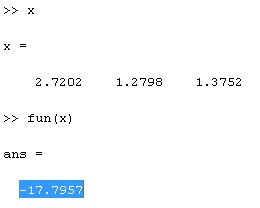 >> x
x =
2.7202 1.2798 1.3752
>> fun(x)
ans =
-17.7957